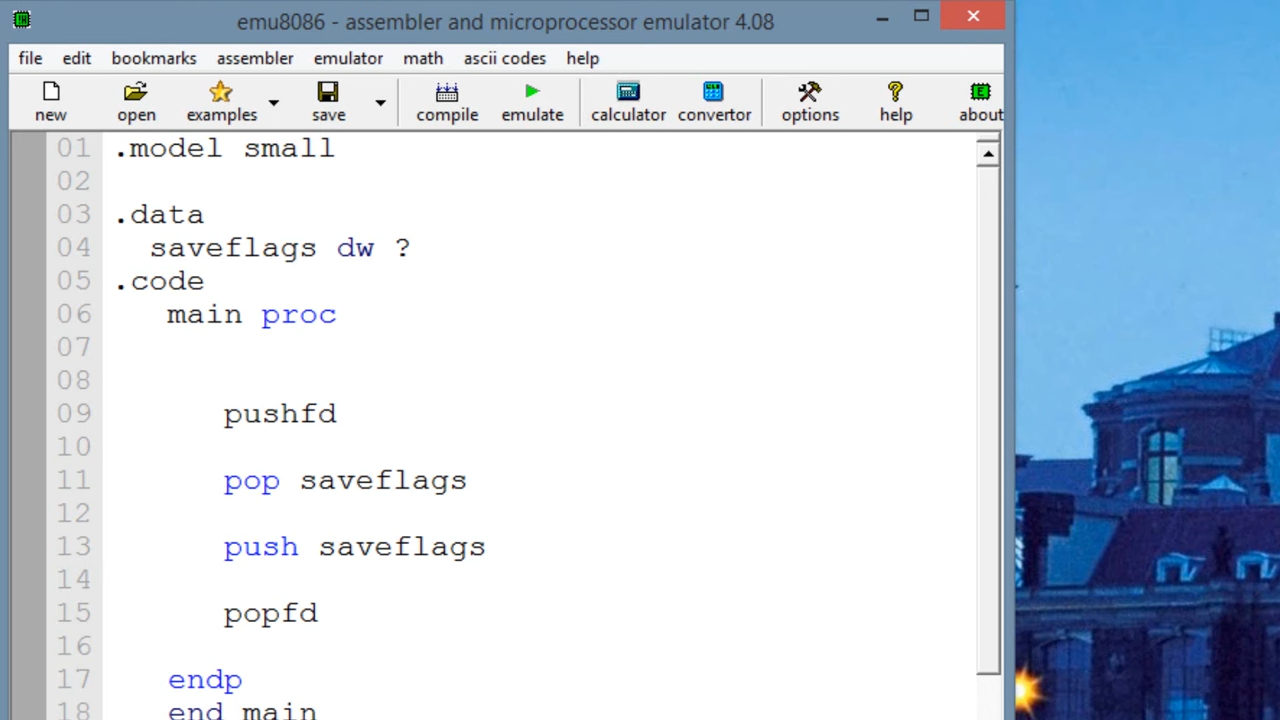 emu8086 - assembler and microprocessor emulator 4.08
file edit bookmarks assembler emulator math ascii codes help
new open examples save compile emulate calculator convertor options help about
01 .model small
02
03 .data
04 saveflags dw ?
05 .code
06 main proc
07
08
09 pushfd
10
11 pop saveflags
12
13 push saveflags
14
15 popfd
16
17 endp
18 end main